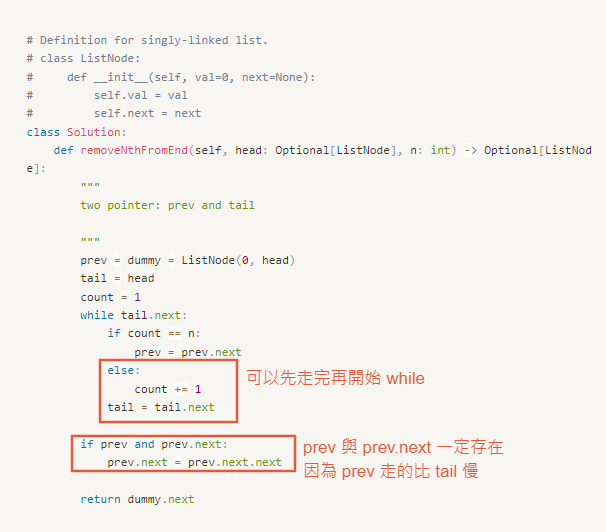 # Definition for singly-linked list.
# class ListNode:
#     def __init__(self, val=0, next=None):
#         self.val = val
#         self.next = next
class Solution:
    def removeNthFromEnd(self, head: Optional[ListNode], n: int) -> Optional[ListNod
e]:
        """
        two pointer: prev and tail
        """
        prev = dummy = ListNode(0, head)
        tail = head
        count = 1
        while tail.next:
            if count == n:
                prev = prev.next
            else:
                count += 1
            tail = tail.next
可以先走完再開始 while
        if prev and prev.next:
            prev.next = prev.next.next
prev 與 prev.next 一定存在
因為 prev 走的比 tail 慢
        return dummy.next